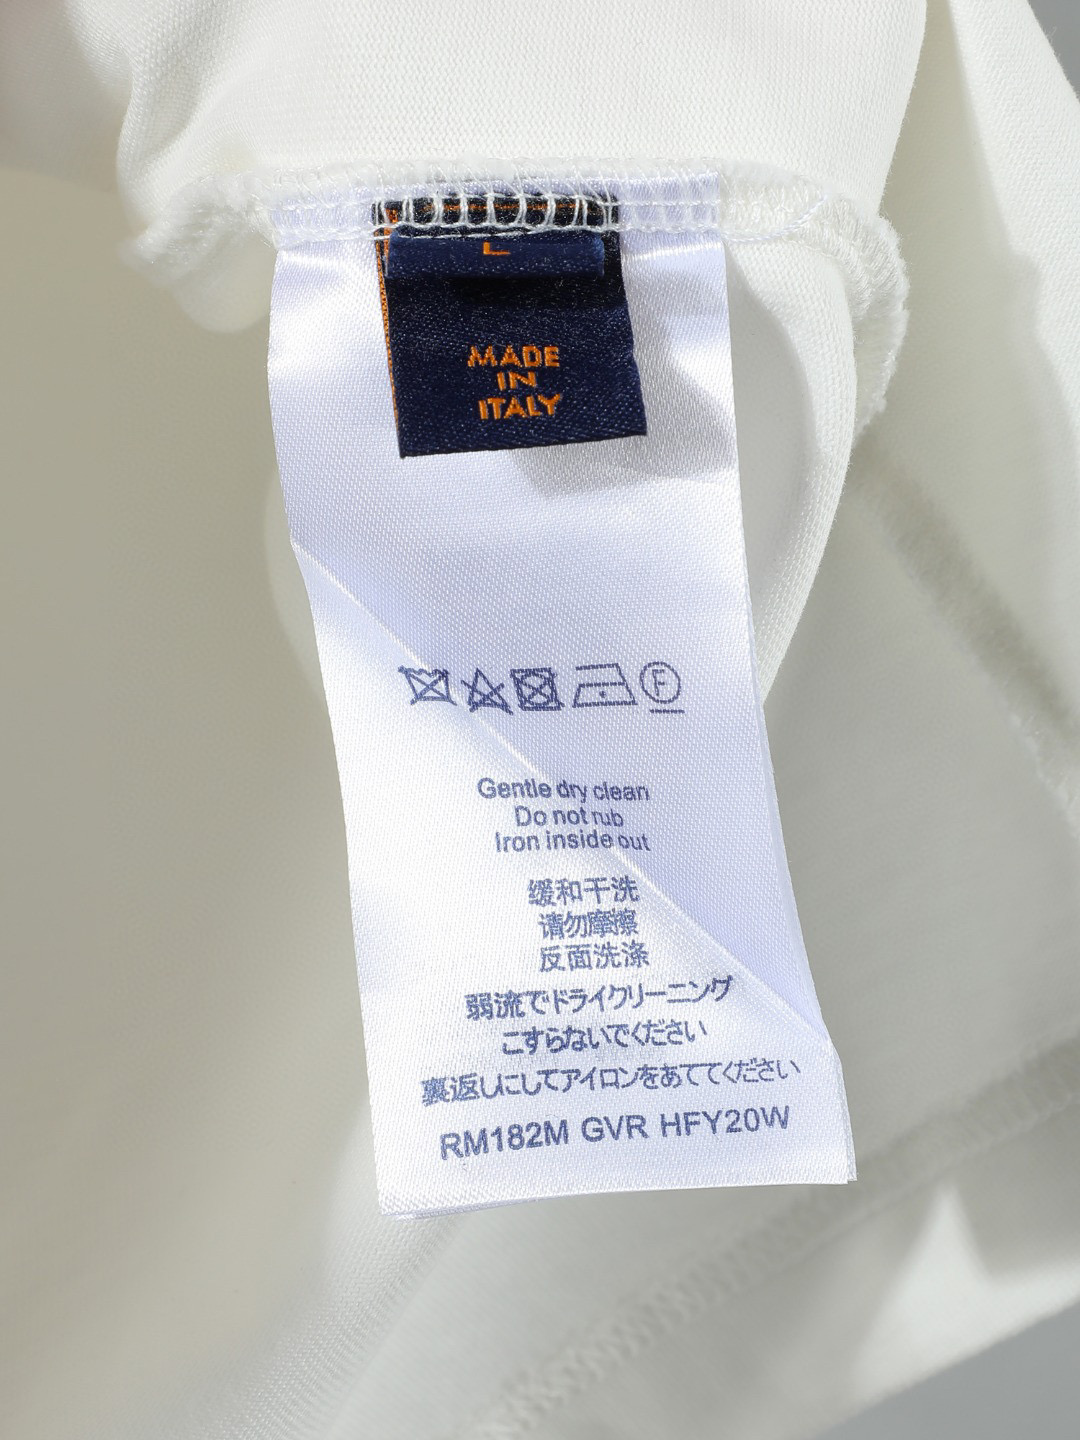 L
MADE
IN
ITALY
F
Gentle dry clean
Do not rub
Iron inside out
缓和干洗
请勿摩擦
反面洗涤
弱流でドライクリーニング
こすらないでください
裏返しにしてアイロンをあててください
RM182M GVR HFY20W